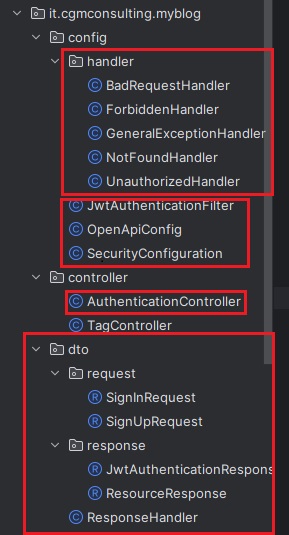 it.cgmconsulting.myblog
config
handler
BadRequestHandler
ForbiddenHandler
GeneralExceptionHandler
NotFoundHandler
UnauthorizedHandler
JwtAuthenticationFilter
OpenApiConfig
SecurityConfiguration
controller
AuthenticationController
TagController
dto
request
SignInRequest
SignUpRequest
response
JwtAuthenticationRespons
ResourceResponse
ResponseHandler